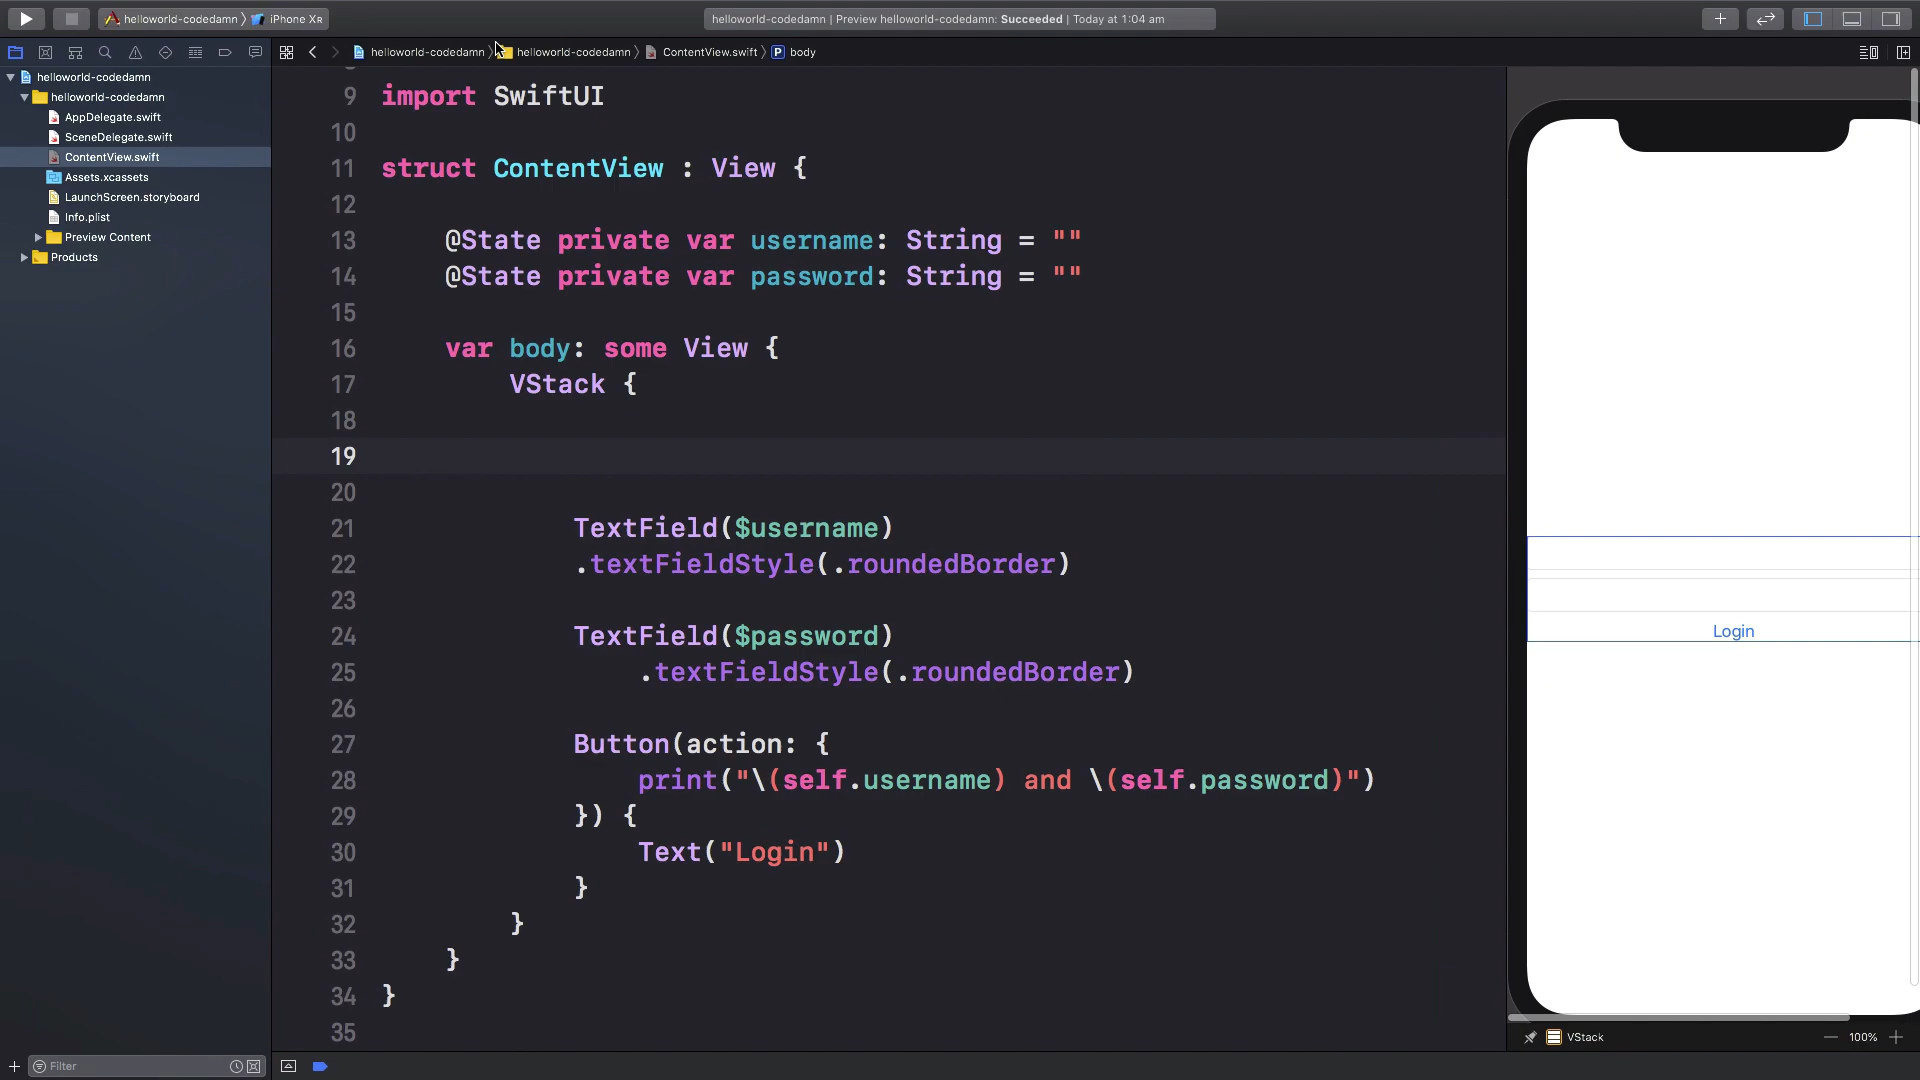 helloworld-codedamn 〉 iPhone XR
helloworld-codedamn | Preview helloworld-codedamn: Succeeded | Today at 1:04 am
helloworld-codedamn 〉 helloworld-codedamn 〉 ContentView.swift 〉 P body
helloworld-codedamn
helloworld-codedamn
AppDelegate.swift
SceneDelegate.swift
ContentView.swift
Assets.xcassets
LaunchScreen.storyboard
Info.plist
Preview Content
Products
9 import SwiftUI
10
11 struct ContentView : View {
12
13 @State private var username: String = ""
14 @State private var password: String = ""
15
16 var body: some View {
17 VStack {
18
19
20
21 TextField($username)
22 .textFieldStyle(.roundedBorder)
23
24 TextField($password)
25 .textFieldStyle(.roundedBorder)
26
27 Button(action: {
28 print("\(self.username) and \(self.password)")
29 }) {
30 Text("Login")
31 }
32 }
33 }
34 }
35
Login
VStack
100%
Filter